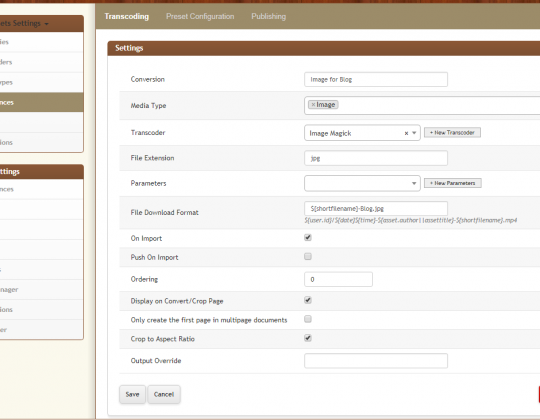 Transcoding Preset Configuration Publishing
ets Settings
ies
ders
ypes
nces
ions
ttings
ences
s
nager
tions
er
Settings
Conversion Image for Blog
Media Type × Image
Transcoder Image Magick × + New Transcoder
File Extension jpg
Parameters + New Parameters
File Download Format ${shortfilename}-Blog.jpg
${user.id}/${date}${time}-${asset.author||assettitle}-${shortfilename}.mp4
On Import
Push On Import
Ordering 0
Display on Convert/Crop Page
Only create the first page in multipage documents
Crop to Aspect Ratio
Output Override
Save Cancel